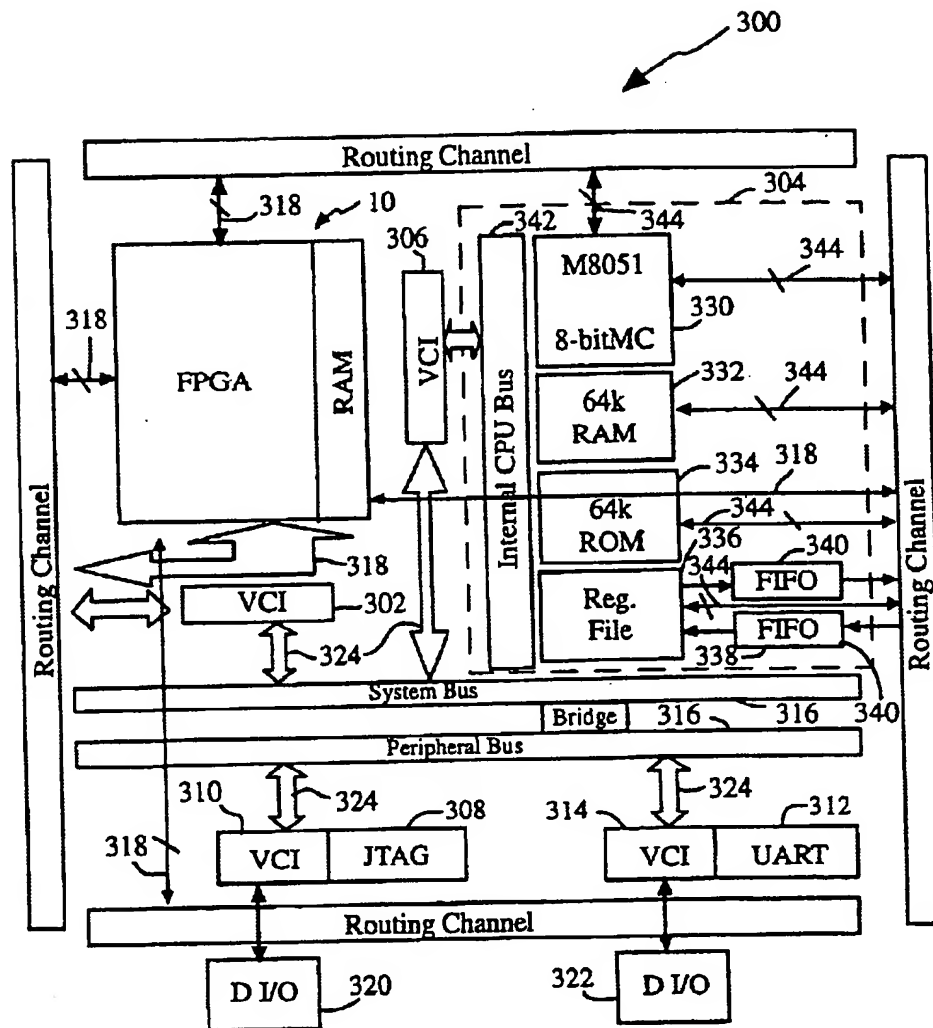 300
Routing Channel
304
318
10
344
342
306
M8051
8-bitMC
344
330
318
FPGA
RAM
VCI
Internal CPU Bus
332
64k
RAM
344
334
318
64k
ROM
344
336
340
Routing Channel
Routing Channel
318
344
FIFO
VCI
302
Reg.
File
FIFO
338
324
System Bus
316
316
340
Bridge
Peripheral Bus
310
324
308
314
324
312
318
VCI
JTAG
VCI
UART
Routing Channel
D I/O
320
322
D I/O